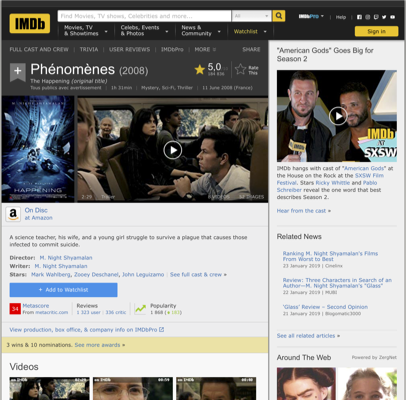 IMDb
Find Movies, TV shows, Celebrities and more...
All
Movies, TV & Showtimes
Celebs, Events & Photos
News & Community
Watchlist
IMDbPro
Help
Sign in
FULL CAST AND CREW | TRIVIA | USER REVIEWS | IMDbPro | MORE
SHARE
Phénomènes (2008)
The Happening (original title)
Tous publics avec avertissement | 1h 31min | Mystery, Sci-Fi, Thriller | 11 June 2008 (France)
5,0
Rate This
HAPPENING
2:29
IMAGES
On Disc
at Amazon
A science teacher, his wife, and a young girl struggle to survive a plague that causes those
infected to commit suicide.
Director: M. Night Shyamalan
Writer: M. Night Shyamalan
Stars: Mark Wahlberg, Zooey Deschanel, John Leguizamo | See full cast & crew »
+ Add to Watchlist
34
Metascore
From metacritic.com
Reviews
1 323 user | 336 critic
Popularity
1 868
View production, box office, & company info on IMDbPro
3 wins & 10 nominations. See more awards »
Videos
"American Gods" Goes Big for
Season 2
IMDb
SXSW
IMDb hangs with cast of "American Gods" at
the House on the Rock at the SXSW Film
Festival. Stars Ricky Whittle and Pablo
Schreiber reveal the one word that best
describes Season 2.
Hear from the cast »
Related News
Ranking M. Night Shyamalan's Films
From Worst to Best
23 January 2019 | Cinelinx
Review: Three Characters in Search of an
Author—M. Night Shyamalan's "Glass"
22 January 2019 | MUBI
'Glass' Review – Second Opinion
21 January 2019 | Blogomatic3000
See all related articles »
Around The Web
Powered by ZergNet